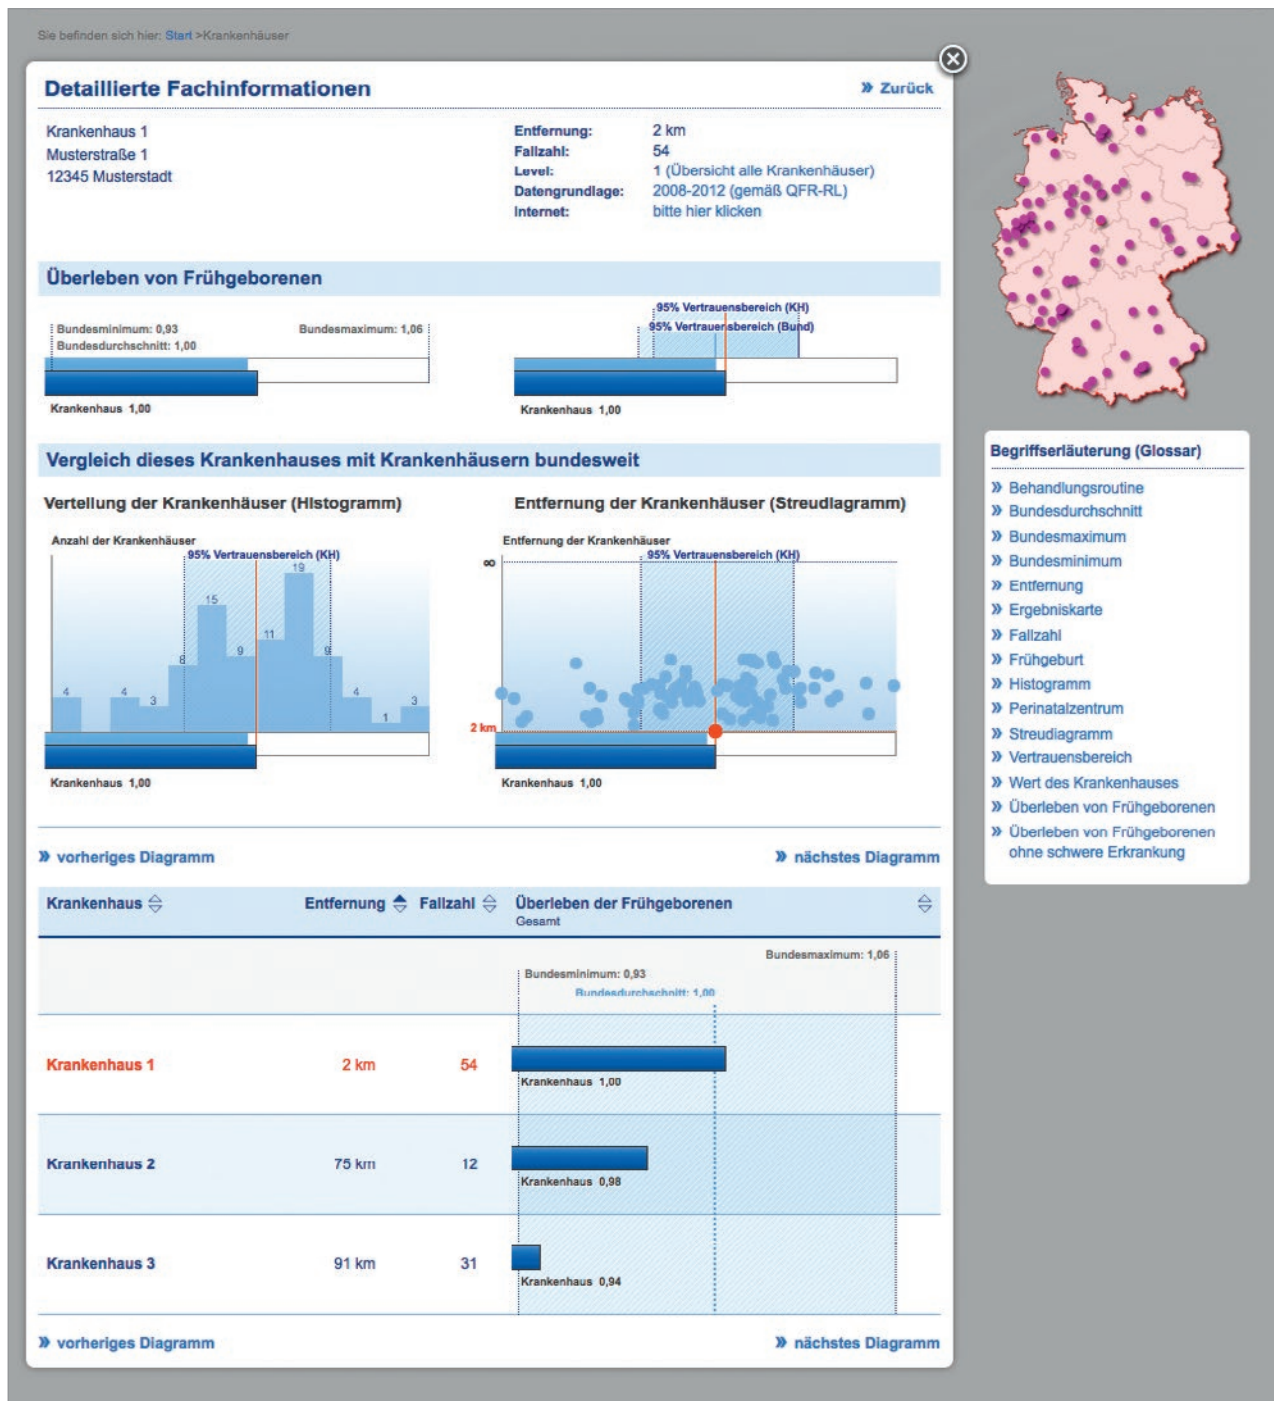 Sie befinden sich hier: Start >Krankenhäuser
Detaillierte Fachinformationen
» Zurück
Krankenhaus 1
Musterstraße 1
12345 Musterstadt
Entfernung: 2 km
Fallzahl: 54
Level: 1 (Übersicht alle Krankenhäuser)
Datengrundlage: 2008-2012 (gemäß QFR-RL)
Internet: bitte hier klicken
Überleben von Frühgeborenen
Bundesminimum: 0,93
Bundesmaximum: 1,06
Bundesdurchschnitt: 1,00
Krankenhaus 1,00
95% Vertrauensbereich (KH)
95% Vertrauensbereich (Bund)
Krankenhaus 1,00
Vergleich dieses Krankenhauses mit Krankenhäusern bundesweit
Verteilung der Krankenhäuser (Histogramm)
Anzahl der Krankenhäuser
95% Vertrauensbereich (KH)
4 4 3 8 15 9 11 19 9 4 1 3
Krankenhaus 1,00
Entfernung der Krankenhäuser (Streudiagramm)
Entfernung der Krankenhäuser
95% Vertrauensbereich (KH)
∞
2 km
Krankenhaus 1,00
» vorheriges Diagramm
» nächstes Diagramm
Krankenhaus Entfernung Fallzahl Überleben der Frühgeborenen
Gesamt
Bundesmaximum: 1,06
Bundesminimum: 0,93
Bundesdurchschnitt: 1,00
Krankenhaus 1 2 km 54
Krankenhaus 1,00
Krankenhaus 2 75 km 12
Krankenhaus 0,98
Krankenhaus 3 91 km 31
Krankenhaus 0,94
» vorheriges Diagramm
» nächstes Diagramm
Begriffserläuterung (Glossar)
» Behandlungsroutine
» Bundesdurchschnitt
» Bundesmaximum
» Bundesminimum
» Entfernung
» Ergebniskarte
» Fallzahl
» Frühgeburt
» Histogramm
» Perinatalzentrum
» Streudiagramm
» Vertrauensbereich
» Wert des Krankenhauses
» Überleben von Frühgeborenen
» Überleben von Frühgeborenen
ohne schwere Erkrankung